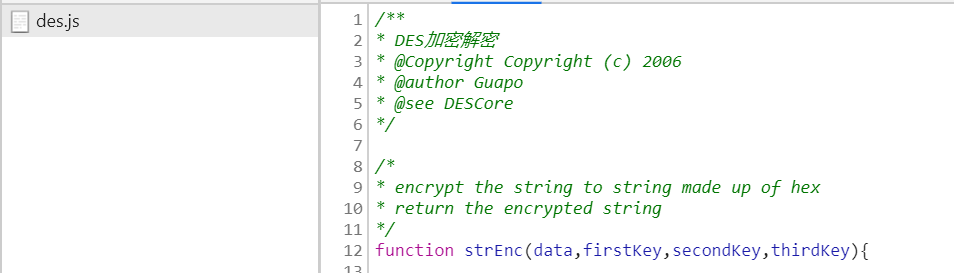 des.js
1 /**
2 * DES加密解密
3 * @Copyright Copyright (c) 2006
4 * @author Guapo
5 * @see DESCore
6 */
7
8 /*
9 * encrypt the string to string made up of hex
10 * return the encrypted string
11 */
12 function strEnc(data,firstKey,secondKey,thirdKey){
13